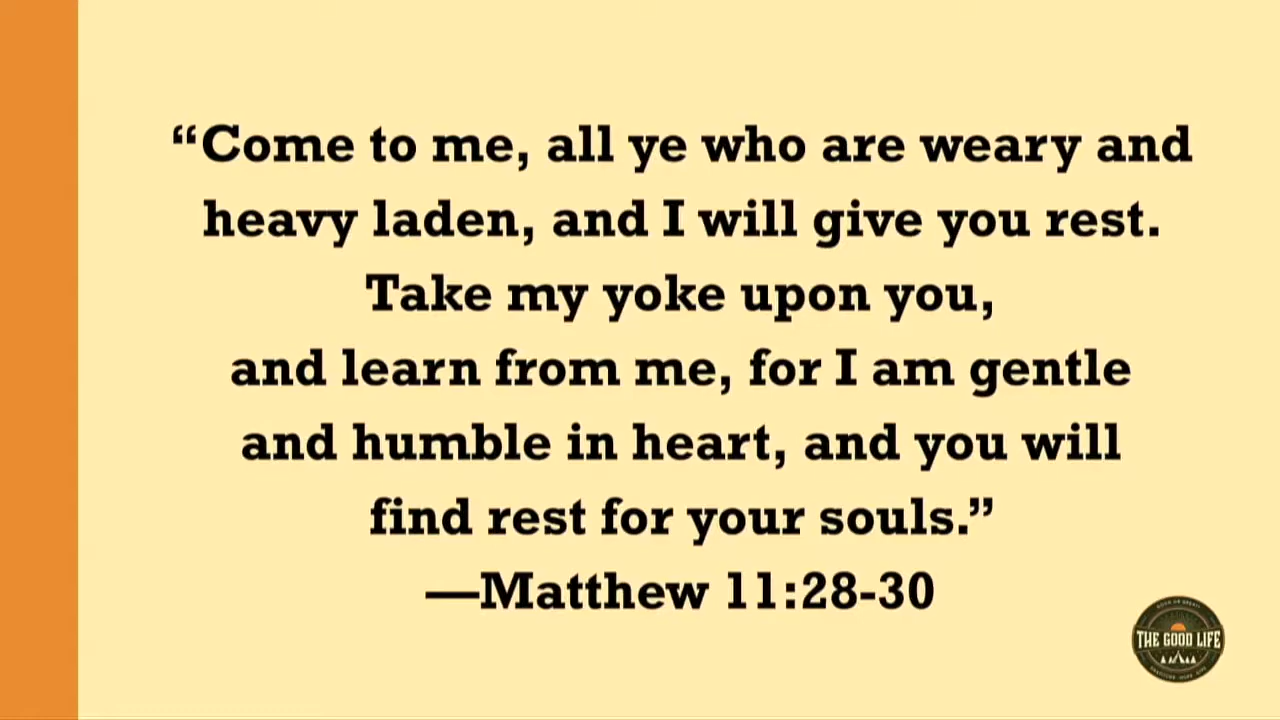 “Come to me, all ye who are weary and
heavy laden, and I will give you rest.
Take my yoke upon you,
and learn from me, for I am gentle
and humble in heart, and you will
find rest for your souls.”
—Matthew 11:28-30
THE GOOD LIFE